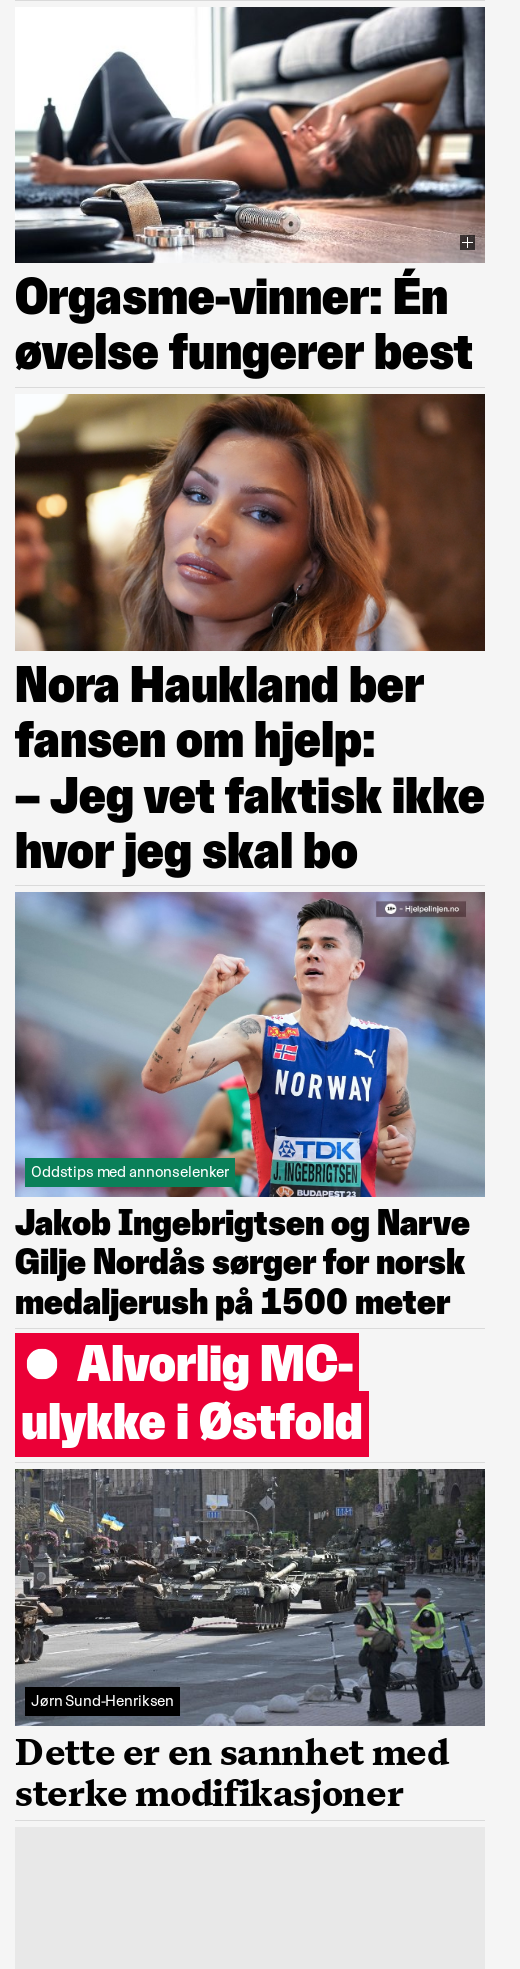 Orgasme-vinner: Én
øvelse fungerer best
Nora Haukland ber
fansen om hjelp:
– Jeg vet faktisk ikke
hvor jeg skal bo
18+ - Hjelpelinjen.no
NORWAY
TDK
J. INGEBRIGTSEN
BUDAPEST 23
Oddstips med annonselenker
Jakob Ingebrigtsen og Narve
Gilje Nordås sørger for norsk
medaljerush på 1500 meter
Alvorlig MC-
ulykke i Østfold
Jørn Sund-Henriksen
Dette er en sannhet med
sterke modifikasjoner